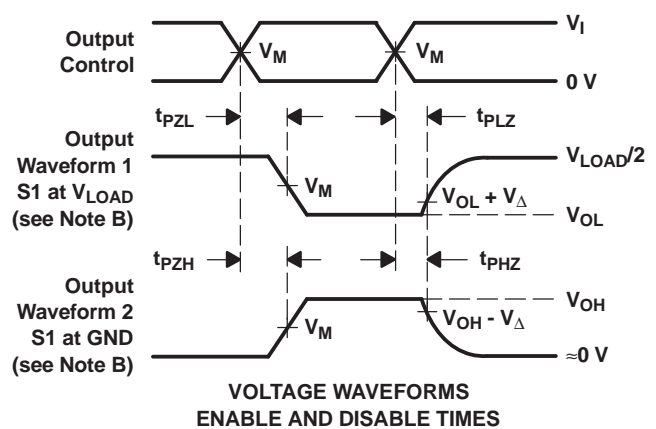 Output
Control
V_M
V_M
V_I
0 V
t_PZL
t_PLZ
Output
Waveform 1
S1 at V_LOAD
(see Note B)
V_M
V_LOAD/2
V_OL + V_Δ
V_OL
t_PZH
t_PHZ
Output
Waveform 2
S1 at GND
(see Note B)
V_M
V_OH
V_OH - V_Δ
≈0 V
VOLTAGE WAVEFORMS
ENABLE AND DISABLE TIMES